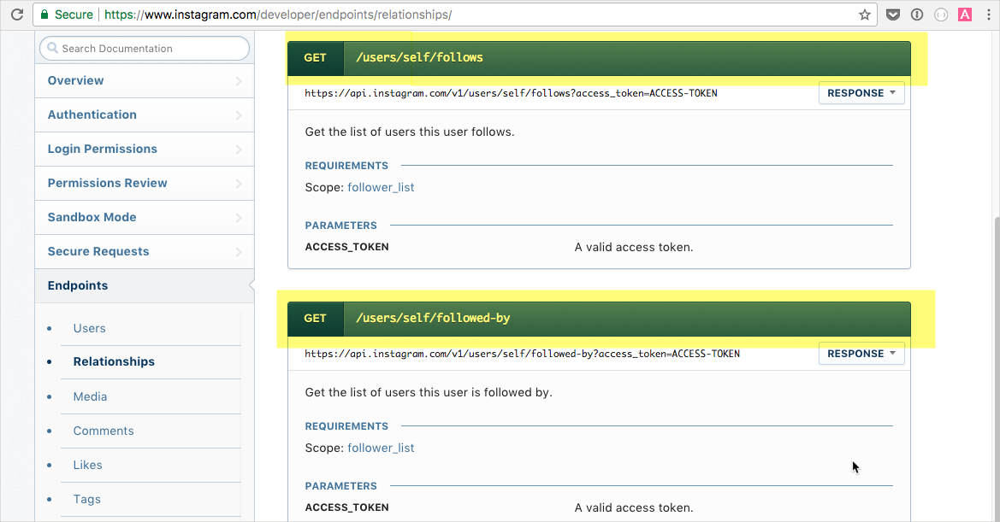 Secure https://www.instagram.com/developer/endpoints/relationships/
A
Search Documentation
Overview
Authentication
Login Permissions
Permissions Review
Sandbox Mode
Secure Requests
Endpoints
Users
Relationships
Media
Comments
Likes
Tags
GET /users/self/follows
https://api.instagram.com/v1/users/self/follows?access_token=ACCESS-TOKEN RESPONSE
Get the list of users this user follows.
REQUIREMENTS
Scope: follower_list
PARAMETERS
ACCESS_TOKEN A valid access token.
GET /users/self/followed-by
https://api.instagram.com/v1/users/self/followed-by?access_token=ACCESS-TOKEN RESPONSE
Get the list of users this user is followed by.
REQUIREMENTS
Scope: follower_list
PARAMETERS
ACCESS_TOKEN A valid access token.